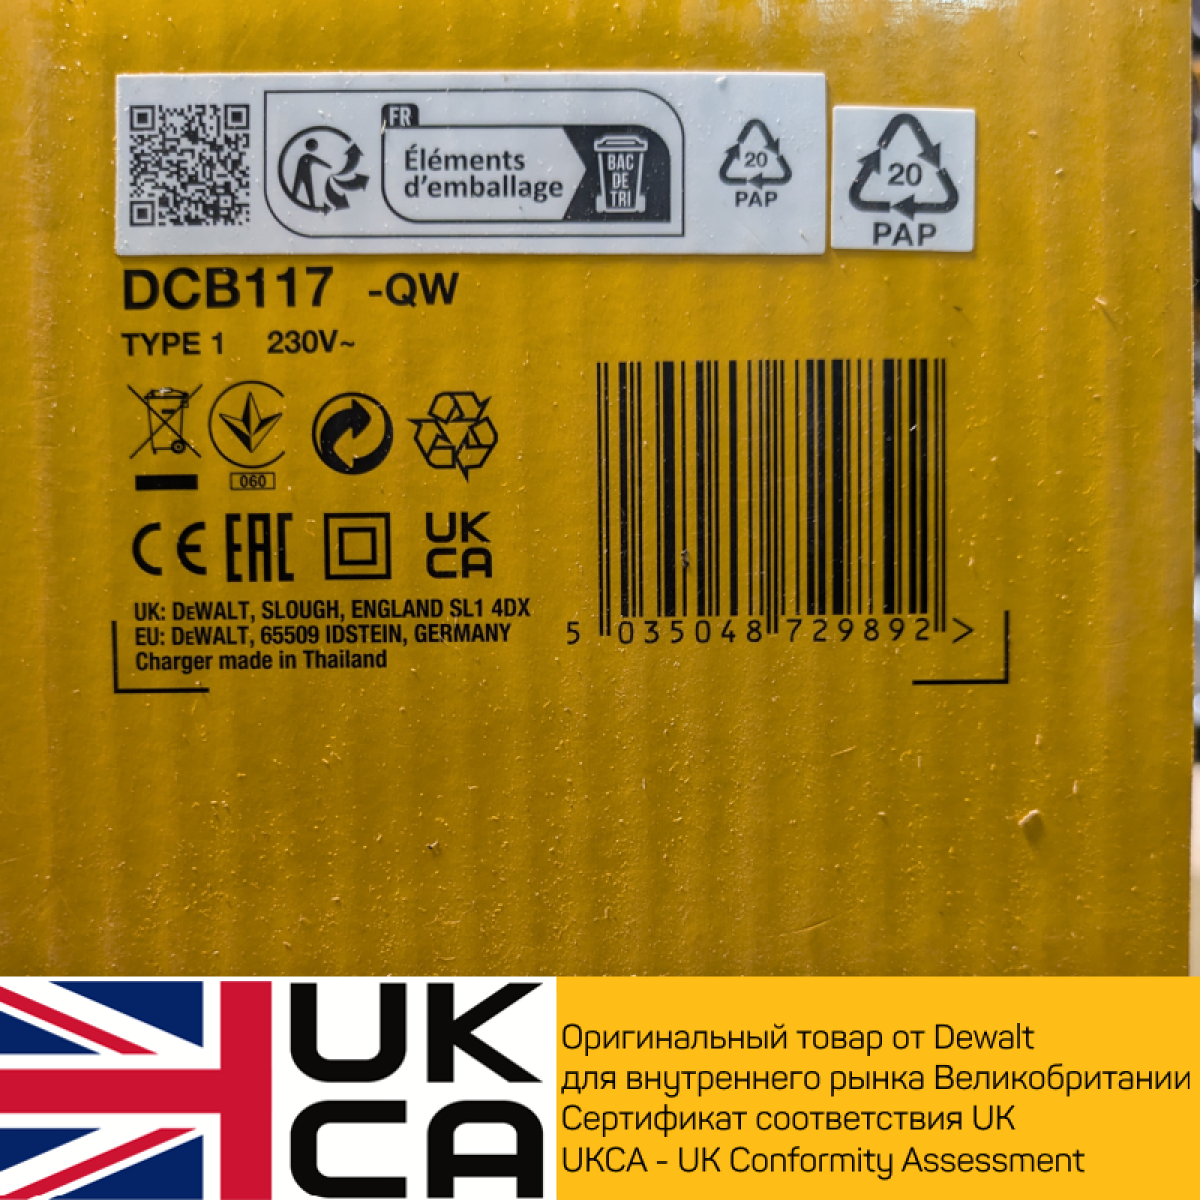 FR
Éléments
d'emballage
BAC
DE
TRI
20
PAP
20
PAP
DCB117 -QW
TYPE 1 230V~
060
CE EAC UK
CA
UK: DEWALT, SLOUGH, ENGLAND SL1 4DX
EU: DEWALT, 65509 IDSTEIN, GERMANY
Charger made in Thailand
5 035048 729892 >
UK
CA
Оригинальный товар от Dewalt
для внутреннего рынка Великобритании
Сертификат соответствия UK
UKCA - UK Conformity Assessment